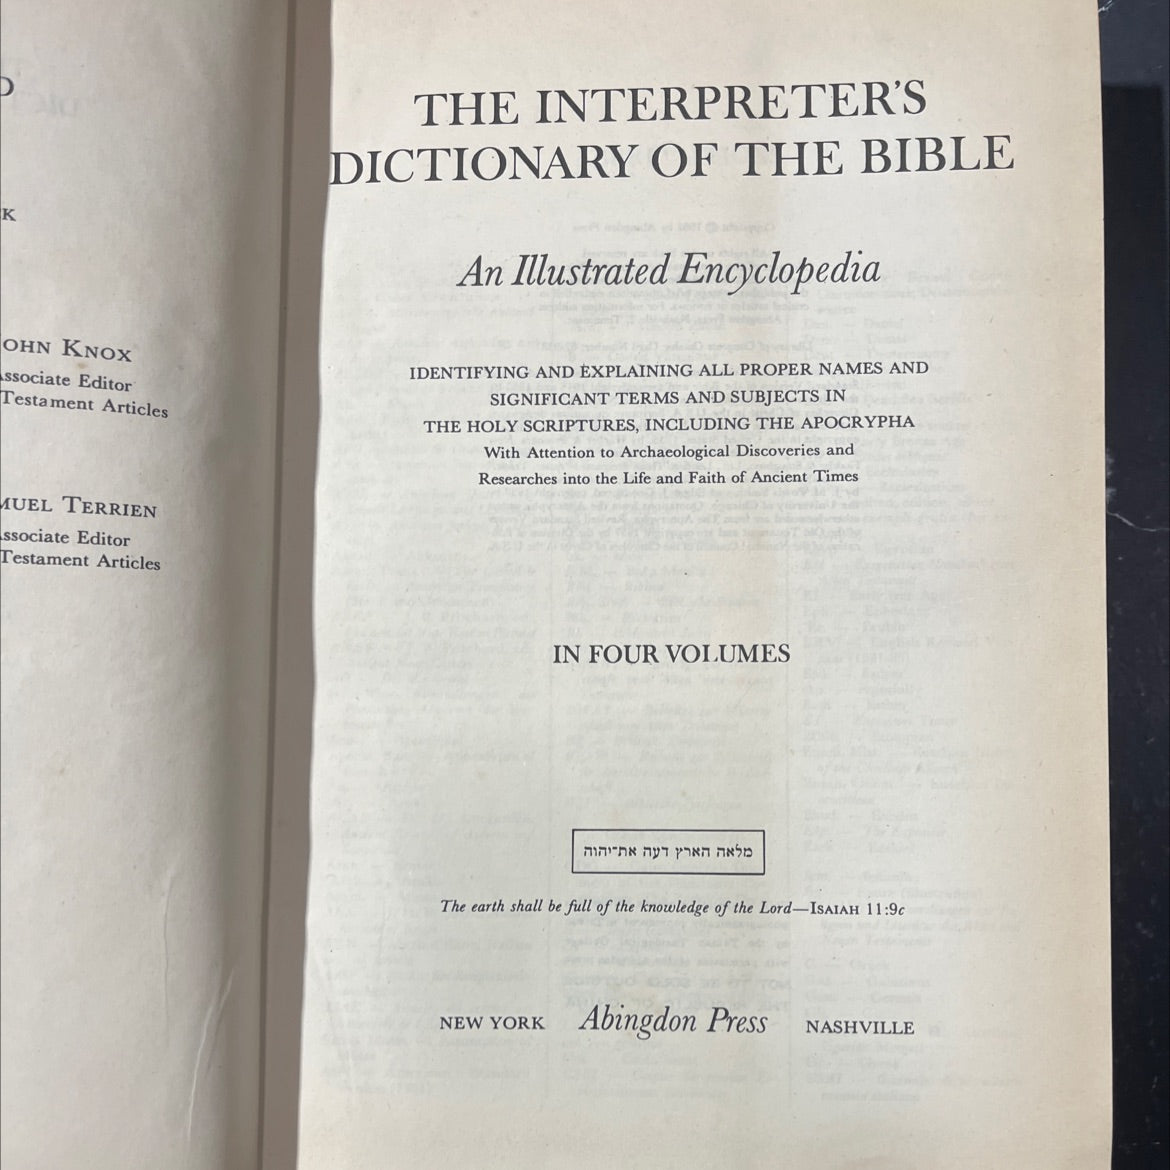 K
OHN KNOX
ssociate Editor
Testament Articles
MUEL TERRIEN
ssociate Editor
Testament Articles
THE INTERPRETER'S
DICTIONARY OF THE BIBLE
An Illustrated Encyclopedia
IDENTIFYING AND EXPLAINING ALL PROPER NAMES AND
SIGNIFICANT TERMS AND SUBJECTS IN
THE HOLY SCRIPTURES, INCLUDING THE APOCRYPHA
With Attention to Archaeological Discoveries and
Researches into the Life and Faith of Ancient Times
IN FOUR VOLUMES
מלאה הארץ דעה את־יהוה
The earth shall be full of the knowledge of the Lord—ISAIAH 11:9c
NEW YORK Abingdon Press NASHVILLE